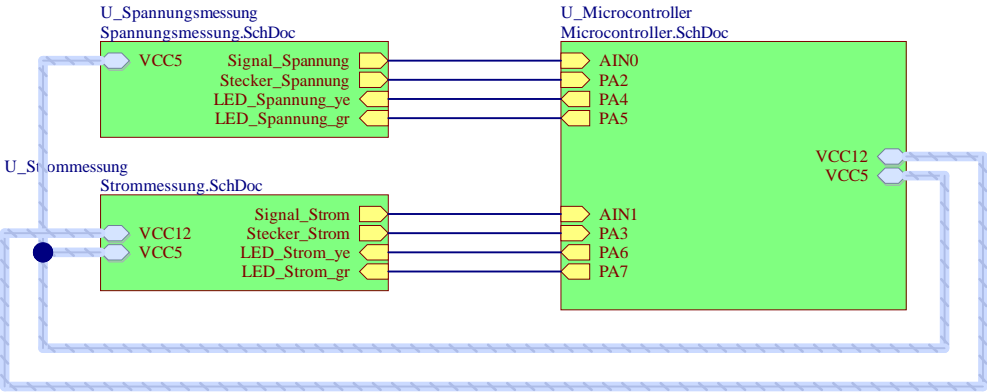 U_Spannungsmessung
Spannungsmessung.SchDoc
VCC5
Signal_Spannung
Stecker_Spannung
LED_Spannung_ye
LED_Spannung_gr
U_Microcontroller
Microcontroller.SchDoc
AIN0
PA2
PA4
PA5
VCC12
VCC5
AIN1
PA3
PA6
PA7
U_Strommessung
Strommessung.SchDoc
VCC12
VCC5
Signal_Strom
Stecker_Strom
LED_Strom_ye
LED_Strom_gr